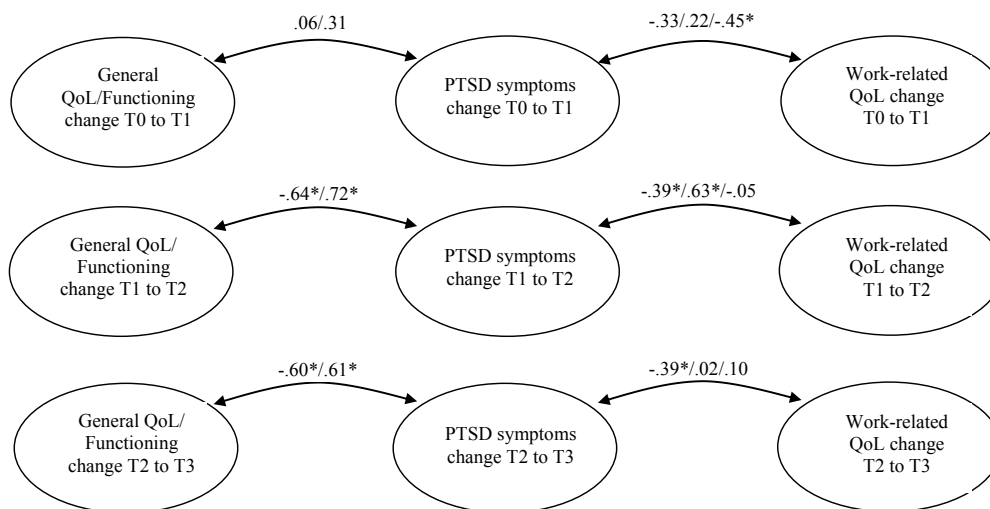 .06/.31
-.33/.22/-.45*
General
QoL/Functioning
change T0 to T1
PTSD symptoms
change T0 to T1
Work-related
QoL change
T0 to T1
-.64*/.72*
-.39*/.63*/-.05
General QoL/
Functioning
change T1 to T2
PTSD symptoms
change T1 to T2
Work-related
QoL change
T1 to T2
-.60*/.61*
-.39*/.02/.10
General QoL/
Functioning
change T2 to T3
PTSD symptoms
change T2 to T3
Work-related
QoL change
T2 to T3